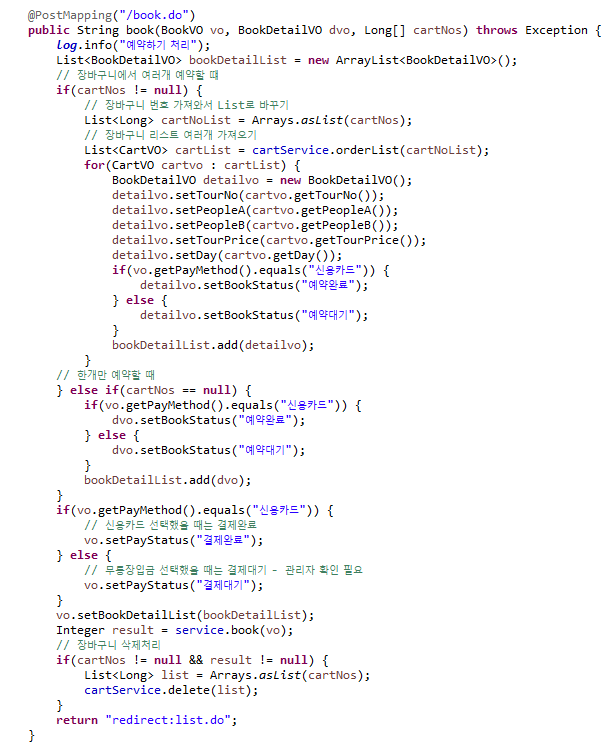 @PostMapping("/book.do")
public String book(BookVO vo, BookDetailVO dvo, Long[] cartNos) throws Exception {
    log.info("예약하기 처리");
    List<BookDetailVO> bookDetailList = new ArrayList<BookDetailVO>();
    // 장바구니에서 여러개 예약할 때
    if(cartNos != null) {
        // 장바구니 번호 가져와서 List로 바꾸기
        List<Long> cartNoList = Arrays.asList(cartNos);
        // 장바구니 리스트 여러개 가져오기
        List<CartVO> cartList = cartService.orderList(cartNoList);
        for(CartVO cartvo : cartList) {
            BookDetailVO detailvo = new BookDetailVO();
            detailvo.setTourNo(cartvo.getTourNo());
            detailvo.setPeopleA(cartvo.getPeopleA());
            detailvo.setPeopleB(cartvo.getPeopleB());
            detailvo.setTourPrice(cartvo.getTourPrice());
            detailvo.setDay(cartvo.getDay());
            if(vo.getPayMethod().equals("신용카드")) {
                detailvo.setBookStatus("예약완료");
            } else {
                detailvo.setBookStatus("예약대기");
            }
            bookDetailList.add(detailvo);
        }
    // 한개만 예약할 때
    } else if(cartNos == null) {
        if(vo.getPayMethod().equals("신용카드")) {
            dvo.setBookStatus("예약완료");
        } else {
            dvo.setBookStatus("예약대기");
        }
        bookDetailList.add(dvo);
    }
    if(vo.getPayMethod().equals("신용카드")) {
        // 신용카드 선택했을 때는 결제완료
        vo.setPayStatus("결제완료");
    } else {
        // 무통장입금 선택했을 때는 결제대기 - 관리자 확인 필요
        vo.setPayStatus("결제대기");
    }
    vo.setBookDetailList(bookDetailList);
    Integer result = service.book(vo);
    // 장바구니 삭제처리
    if(cartNos != null && result != null) {
        List<Long> list = Arrays.asList(cartNos);
        cartService.delete(list);
    }
    return "redirect:list.do";
}